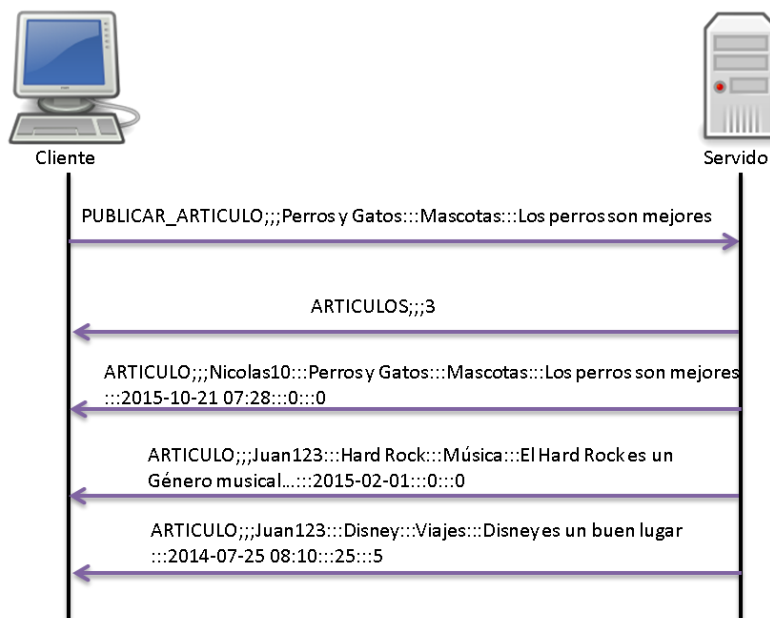 Cliente
Servido
PUBLICAR_ARTICULO;;;Perros y Gatos:::Mascotas:::Los perros son mejores
ARTICULOS;;;3
ARTICULO;;;Nicolas10:::Perros y Gatos:::Mascotas:::Los perros son mejores
:::2015-10-21 07:28:::0:::0
ARTICULO;;;Juan123:::Hard Rock:::Música:::El Hard Rock es un
Género musical...:::2015-02-01:::0:::0
ARTICULO;;;Juan123:::Disney:::Viajes:::Disney es un buen lugar
:::2014-07-25 08:10:::25:::5